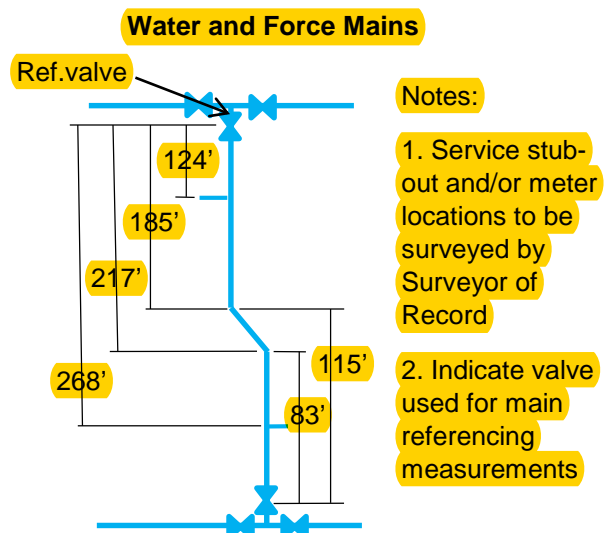 Water and Force Mains
Ref.valve
124’
185’
217’
268’
115’
83’
Notes:
1. Service stub-
out and/or meter
locations to be
surveyed by
Surveyor of
Record
2. Indicate valve
used for main
referencing
measurements